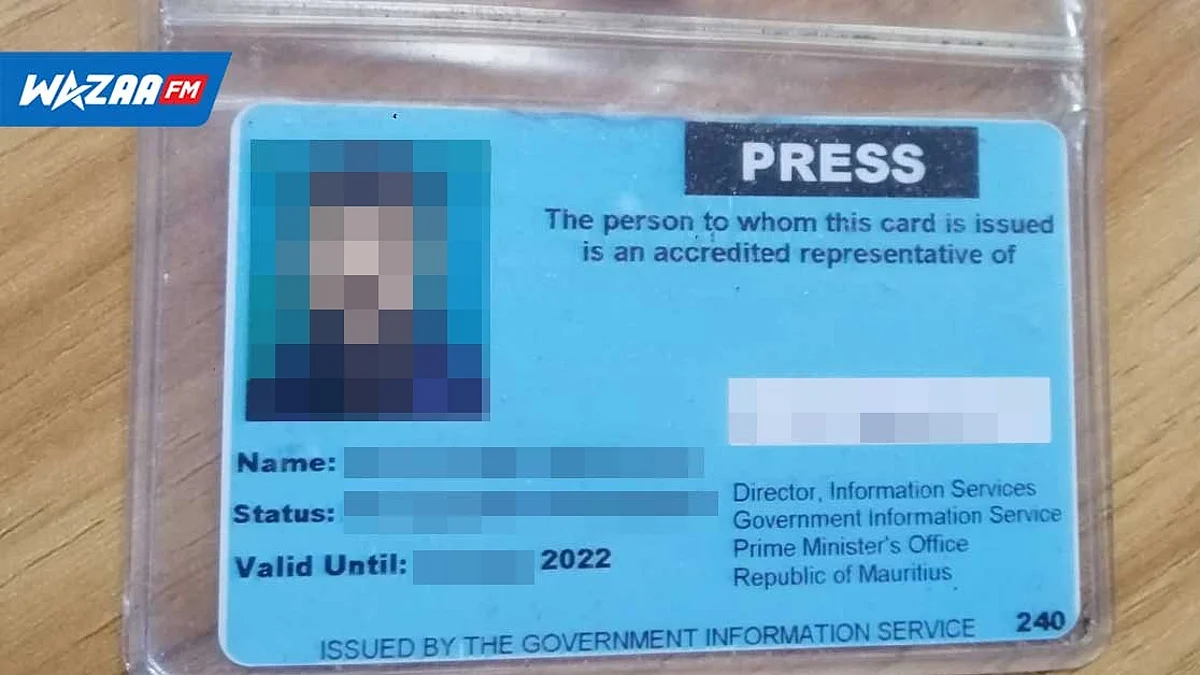 WAZAA FM
PRESS
The person to whom this card is issued
is an accredited representative of
Name:
Status:
Valid Until: 2022
Director, Information Services
Government Information Service
Prime Minister's Office
Republic of Mauritius
ISSUED BY THE GOVERNMENT INFORMATION SERVICE
240